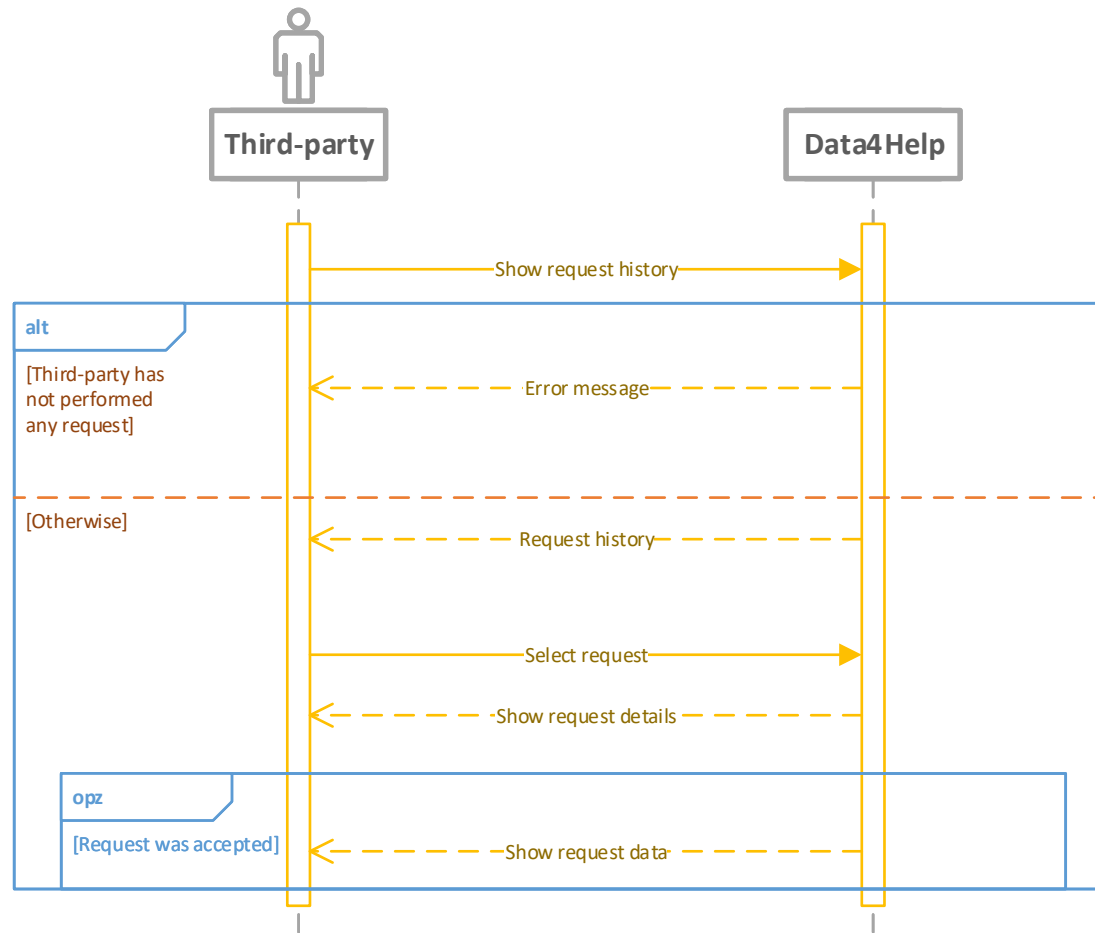 Third-party
Data4Help
Show request history
alt
[Third-party has
not performed
any request]
Error message
[Otherwise]
Request history
Select request
Show request details
opz
[Request was accepted]
Show request data